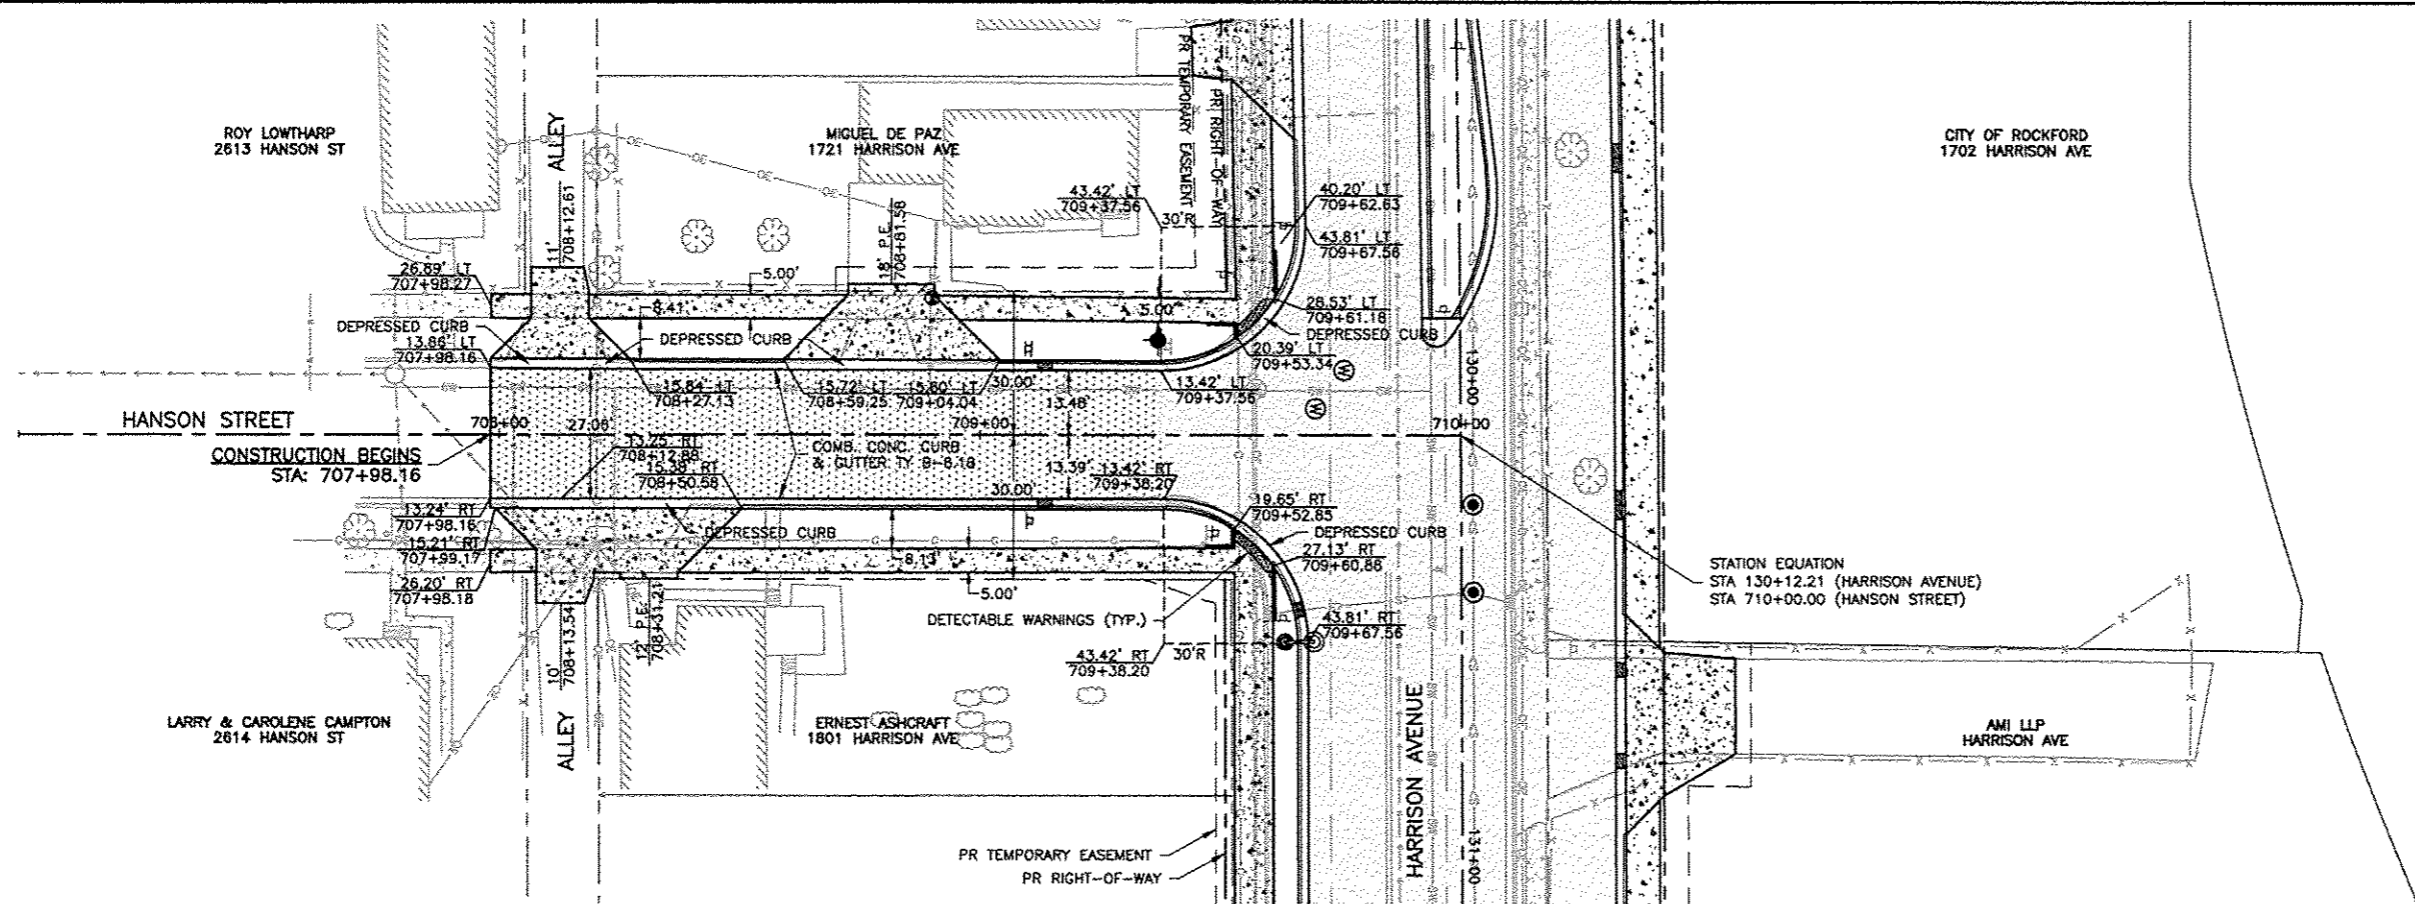 ROY LOWTHARP
2613 HANSON ST
ALLEY
11'
708+12.61
MIGUEL DE PAZ
1721 HARRISON AVE
18' P.E.
708+81.58
PR TEMPORARY EASEMENT
PR RIGHT-OF-WAY
CITY OF ROCKFORD
1702 HARRISON AVE
43.42' LT
709+37.56
30'R
40.20' LT
709+62.63
43.81' LT
709+67.56
26.89' LT
707+98.27
5.00'
8.41'
5.00'
28.53' LT
709+61.18
DEPRESSED CURB
DEPRESSED CURB
DEPRESSED CURB
13.86' LT
707+98.16
20.39' LT
709+53.34
15.84' LT
708+27.13
15.72' LT
708+59.25
15.60' LT
709+04.04
30.00'
13.48'
13.42' LT
709+37.56
130+00
HANSON STREET
27.06'
709+00
710+00
CONSTRUCTION BEGINS
STA: 707+98.16
13.25' RT
708+12.88
15.38' RT
708+50.58
COMB. CONC. CURB
& GUTTER TY B-6.18
13.39'
13.42' RT
709+38.20
30.00'
13.24' RT
707+98.16
15.21' RT
707+99.17
26.20' RT
707+98.18
DEPRESSED CURB
8.13'
5.00'
19.65' RT
709+52.85
DEPRESSED CURB
27.13' RT
709+60.86
STATION EQUATION
STA 130+12.21 (HARRISON AVENUE)
STA 710+00.00 (HANSON STREET)
DETECTABLE WARNINGS (TYP.)
10'
708+13.54
12' P.E.
708+31.21
43.42' RT
709+38.20
30'R
43.81' RT
709+67.56
LARRY & CAROLENE CAMPTON
2614 HANSON ST
ALLEY
ERNEST ASHCRAFT
1801 HARRISON AVE
HARRISON AVENUE
131+00
AMI LLP
HARRISON AVE
PR TEMPORARY EASEMENT
PR RIGHT-OF-WAY